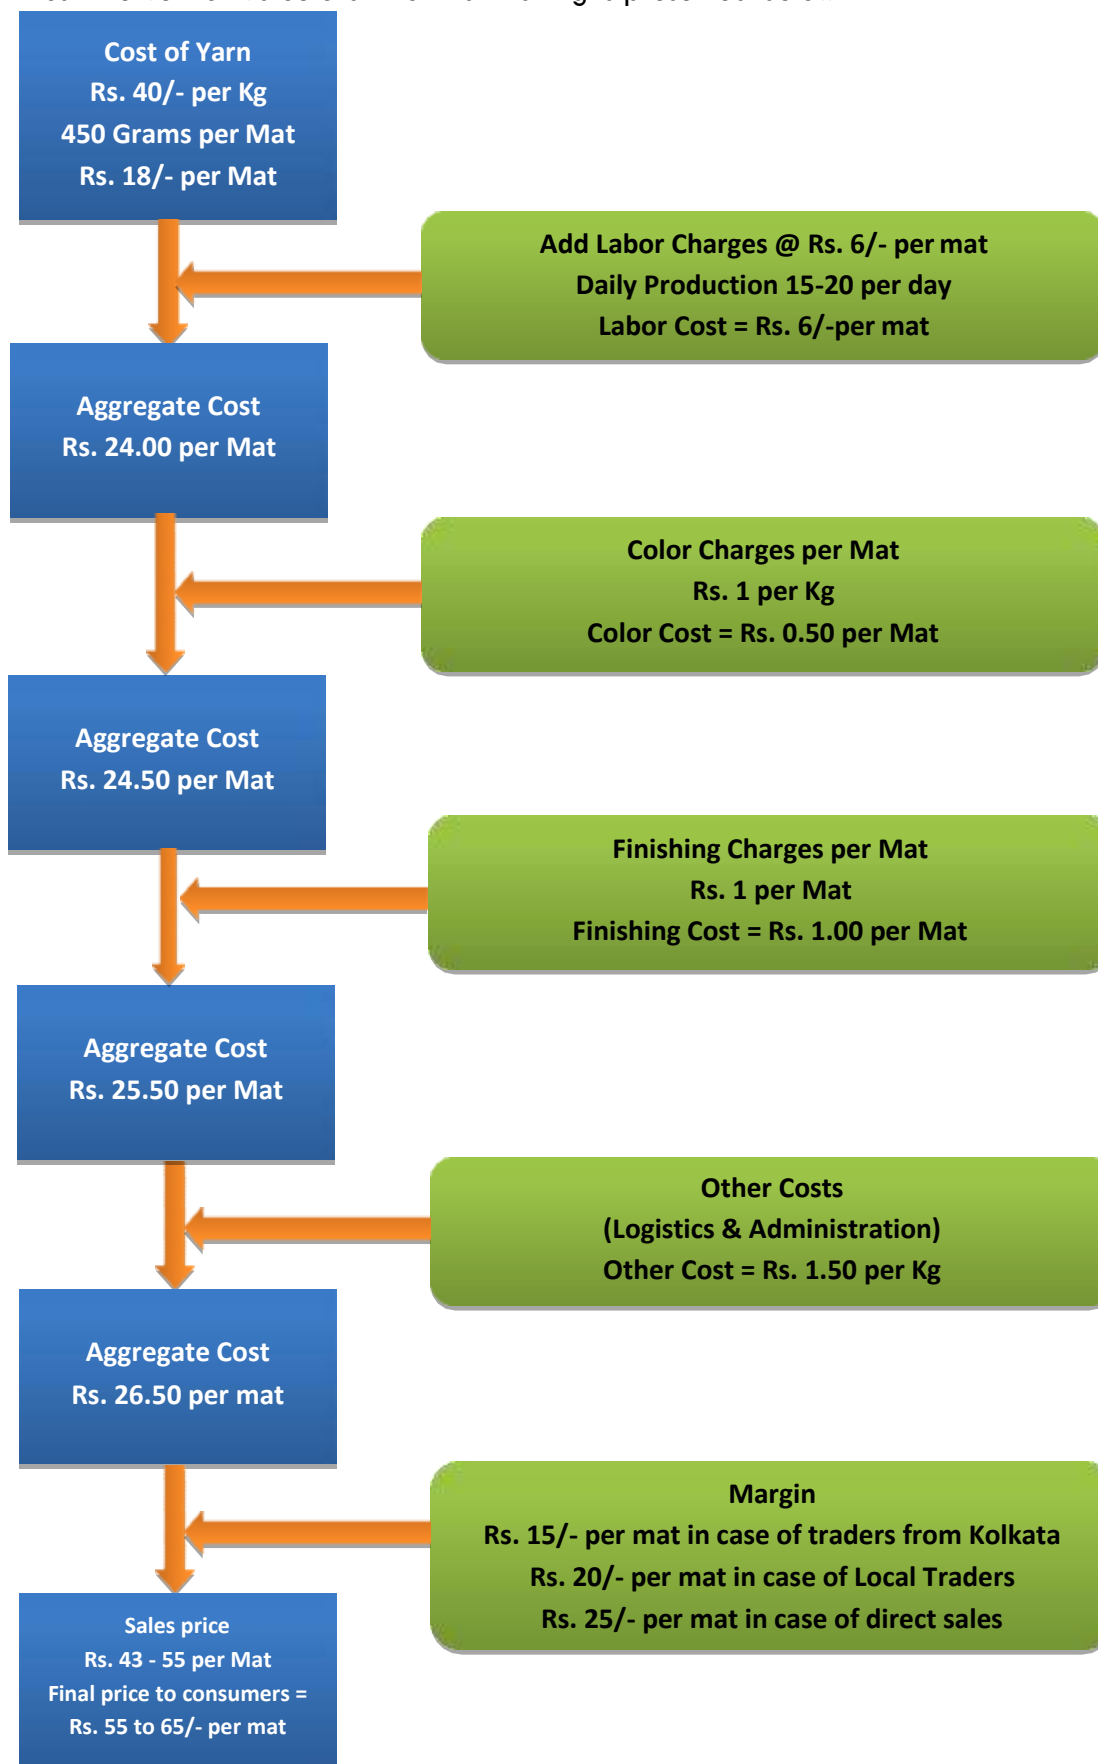 Cost of Yarn
Rs. 40/- per Kg
450 Grams per Mat
Rs. 18/- per Mat
Add Labor Charges @ Rs. 6/- per mat
Daily Production 15-20 per day
Labor Cost = Rs. 6/-per mat
Aggregate Cost
Rs. 24.00 per Mat
Color Charges per Mat
Rs. 1 per Kg
Color Cost = Rs. 0.50 per Mat
Aggregate Cost
Rs. 24.50 per Mat
Finishing Charges per Mat
Rs. 1 per Mat
Finishing Cost = Rs. 1.00 per Mat
Aggregate Cost
Rs. 25.50 per Mat
Other Costs
(Logistics & Administration)
Other Cost = Rs. 1.50 per Kg
Aggregate Cost
Rs. 26.50 per mat
Margin
Rs. 15/- per mat in case of traders from Kolkata
Rs. 20/- per mat in case of Local Traders
Rs. 25/- per mat in case of direct sales
Sales price
Rs. 43 - 55 per Mat
Final price to consumers =
Rs. 55 to 65/- per mat